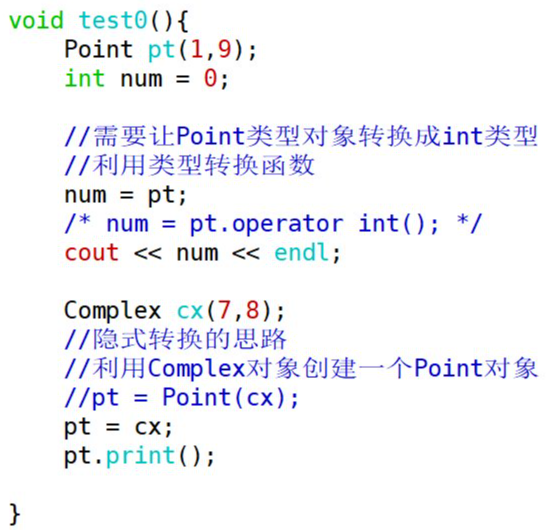 void test0(){
    Point pt(1,9);
    int num = 0;

    //需要让Point类型对象转换成int类型
    //利用类型转换函数
    num = pt;
    /* num = pt.operator int(); */
    cout << num << endl;

    Complex cx(7,8);
    //隐式转换的思路
    //利用Complex对象创建一个Point对象
    //pt = Point(cx);
    pt = cx;
    pt.print();

}